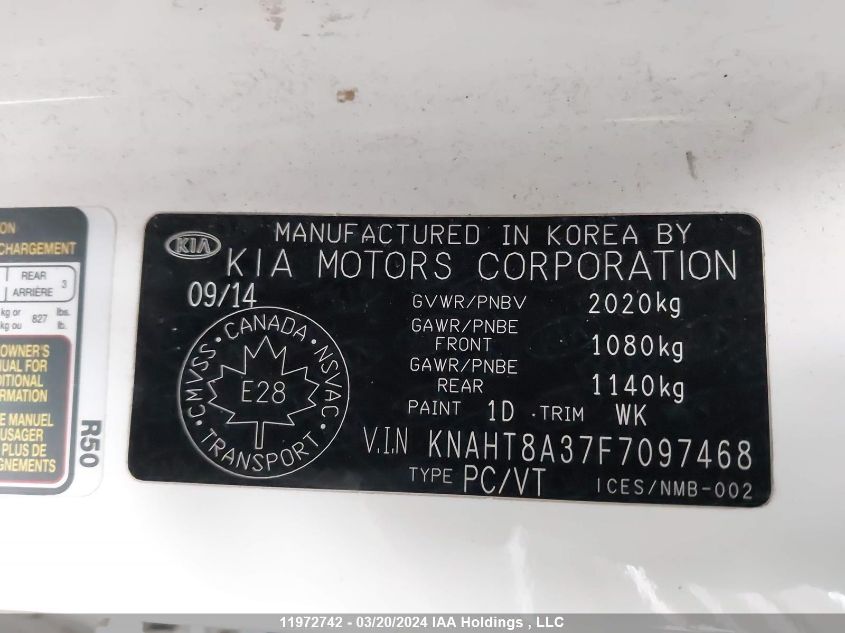 ON
CHARGEMENT
REAR
ARRIÈRE 3
kg or 827 lbs.
kg ou lb.
OWNER'S
UAL FOR
DITIONAL
RMATION
E MANUEL
USAGER
PLUS DE
GNEMENTS
R50
KIA
MANUFACTURED IN KOREA BY
KIA MOTORS CORPORATION
09/14
GVWR/PNBV 2020kg
GAWR/PNBE
FRONT 1080kg
GAWR/PNBE
REAR 1140kg
PAINT 1D .TRIM WK
V.I.N KNAHT8A37F7097468
TYPE PC/VT ICES/NMB-002
CMVSS · CANADA · NSVAC
E28
· TRANSPORT ·
11972742 - 03/20/2024 IAA Holdings , LLC